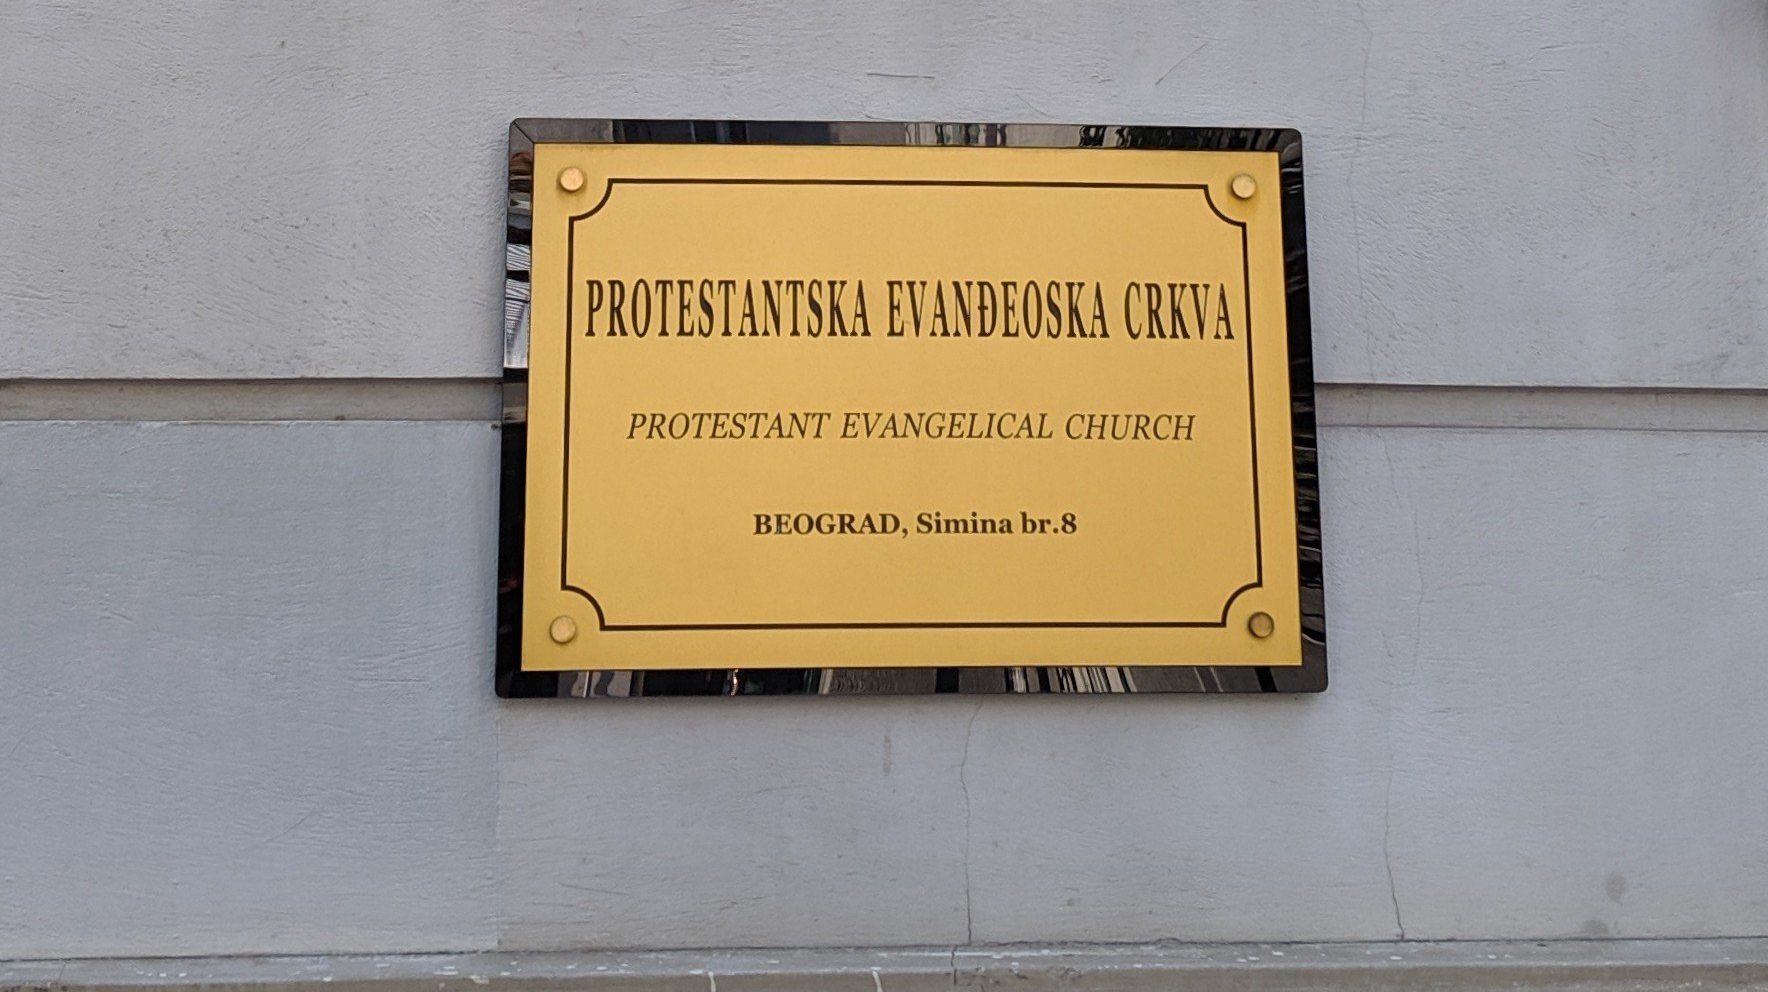 PROTESTANTSKA EVANĐEOSKA CRKVA
PROTESTANT EVANGELICAL CHURCH
BEOGRAD, Simina br.8